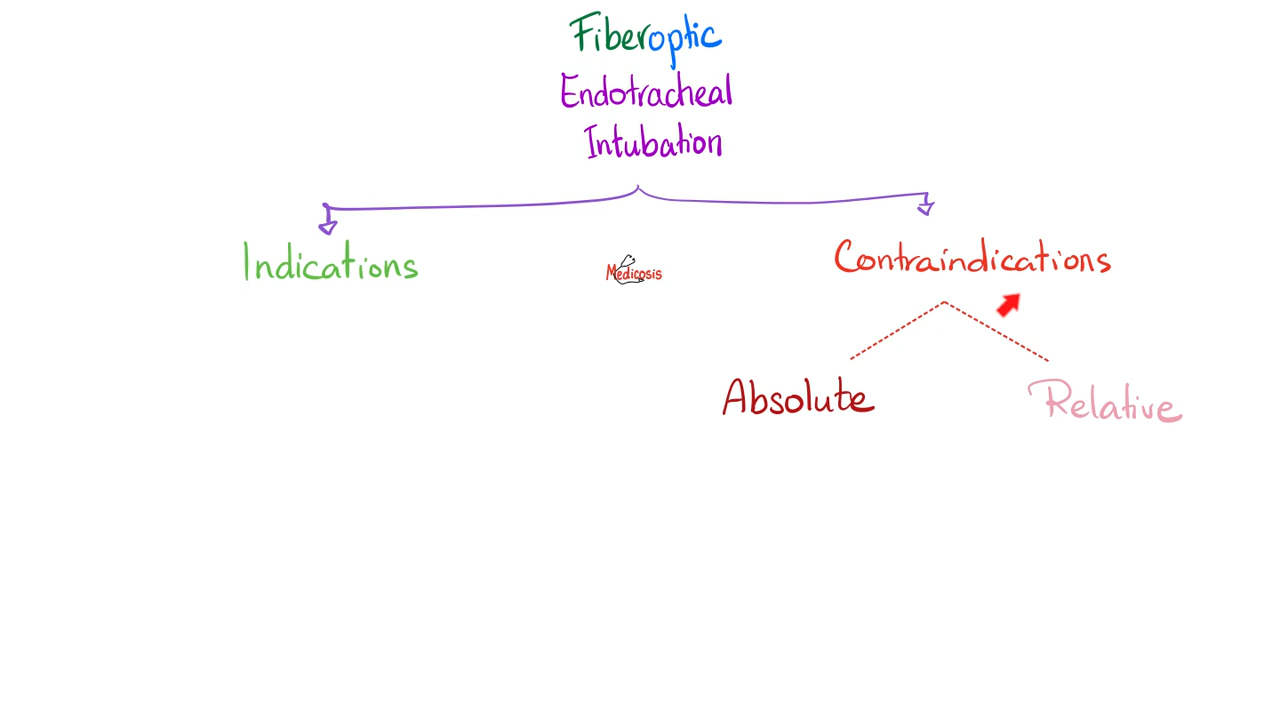 Fiberoptic
Endotracheal
Intubation
Indications
Medicosis
Contraindications
Absolute
Relative